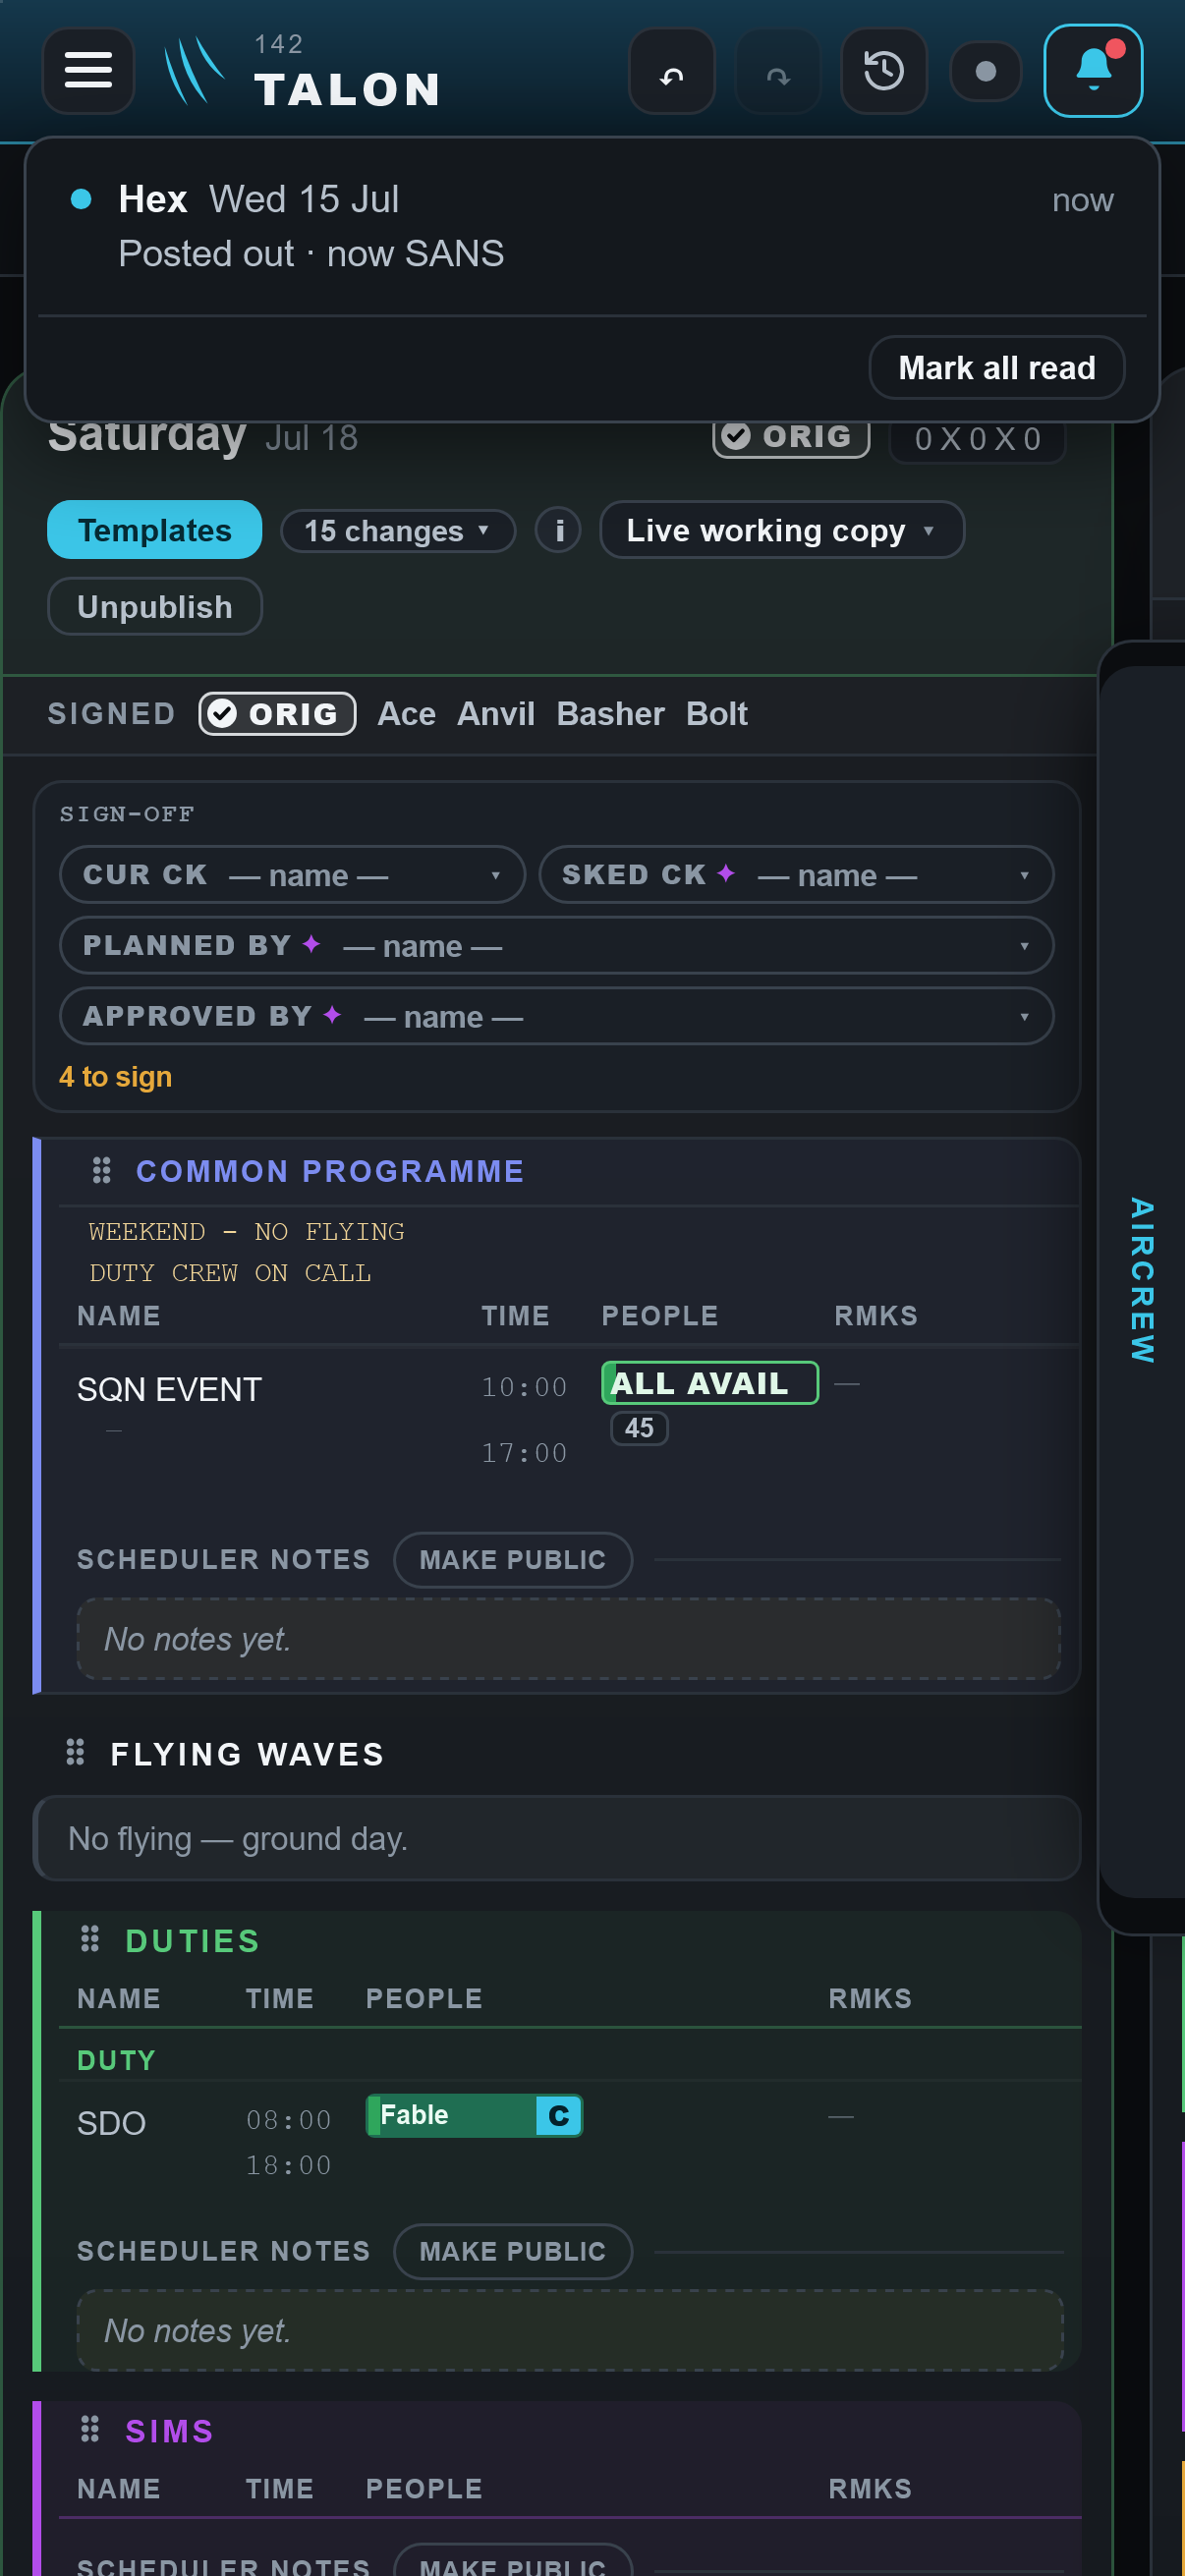 142
TALON
Hex Wed 15 Jul now
Posted out · now SANS
Mark all read
Saturday Jul 18 ORIG 0 X 0 X 0
Templates 15 changes ▾ i Live working copy ▾
Unpublish
SIGNED ORIG Ace Anvil Basher Bolt
SIGN-OFF
CUR CK — name — ▾ SKED CK ✦ — name — ▾
PLANNED BY ✦ — name — ▾
APPROVED BY ✦ — name — ▾
4 to sign
COMMON PROGRAMME
WEEKEND - NO FLYING
DUTY CREW ON CALL
NAME TIME PEOPLE RMKS
SQN EVENT 10:00 ALL AVAIL —
— 45
17:00
SCHEDULER NOTES MAKE PUBLIC
No notes yet.
AIRCREW
FLYING WAVES
No flying — ground day.
DUTIES
NAME TIME PEOPLE RMKS
DUTY
SDO 08:00 Fable C —
18:00
SCHEDULER NOTES MAKE PUBLIC
No notes yet.
SIMS
NAME TIME PEOPLE RMKS
SCHEDULER NOTES MAKE PUBLIC